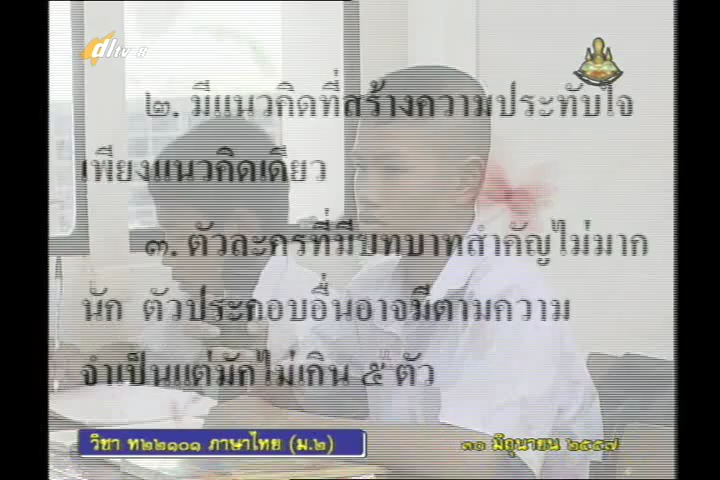 dltv 8
๒. มีแนวคิดที่สร้างความประทับใจ
เพียงแนวคิดเดียว
๓. ตัวละครที่มีบทบาทสำคัญไม่มาก
นัก ตัวประกอบอื่นอาจมีตามความ
จำเป็นแต่มักไม่เกิน ๕ ตัว
วิชา ท๒๒๑๐๑ ภาษาไทย (ม.๒)
๓๐ มิถุนายน ๒๕๕๗